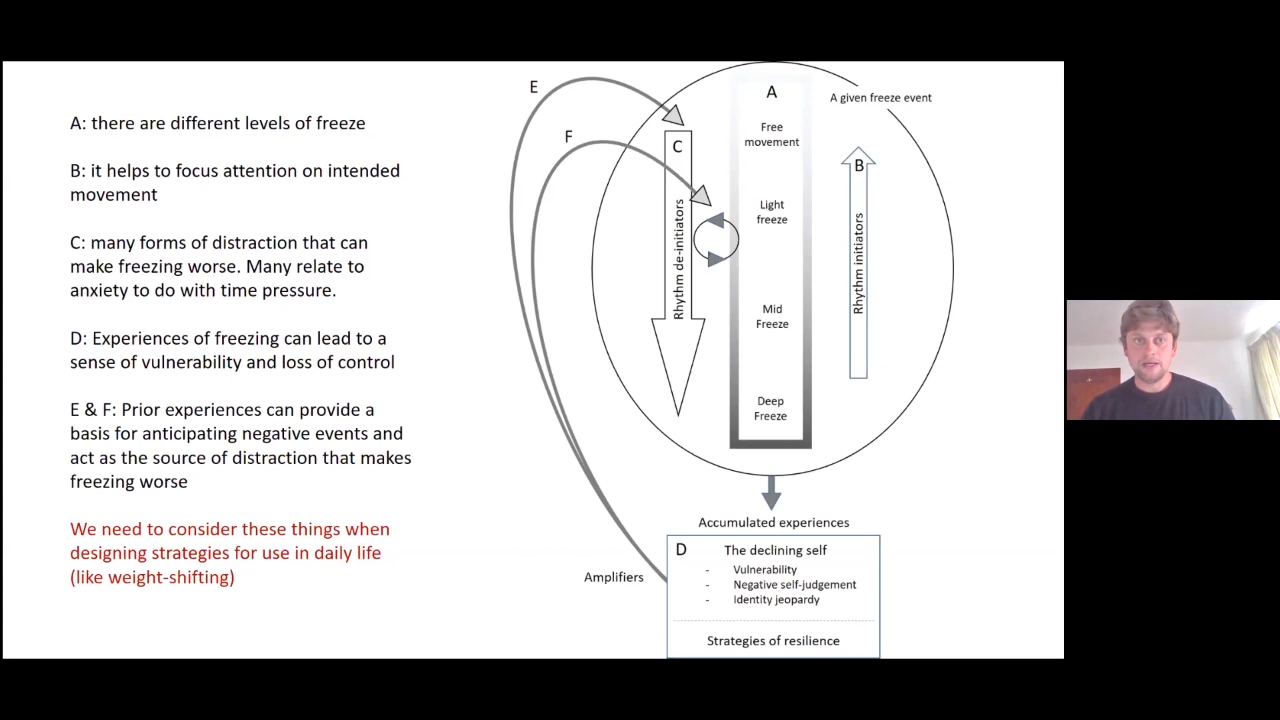 A: there are different levels of freeze
B: it helps to focus attention on intended
movement
C: many forms of distraction that can
make freezing worse. Many relate to
anxiety to do with time pressure.
D: Experiences of freezing can lead to a
sense of vulnerability and loss of control
E & F: Prior experiences can provide a
basis for anticipating negative events and
act as the source of distraction that makes
freezing worse
We need to consider these things when
designing strategies for use in daily life
(like weight-shifting)
E
F
C
Rhythm de-initiators
A
Free
movement
Light
freeze
Mid
Freeze
Deep
Freeze
A given freeze event
B
Rhythm initiators
Accumulated experiences
Amplifiers
D
The declining self
- Vulnerability
- Negative self-judgement
- Identity jeopardy
Strategies of resilience